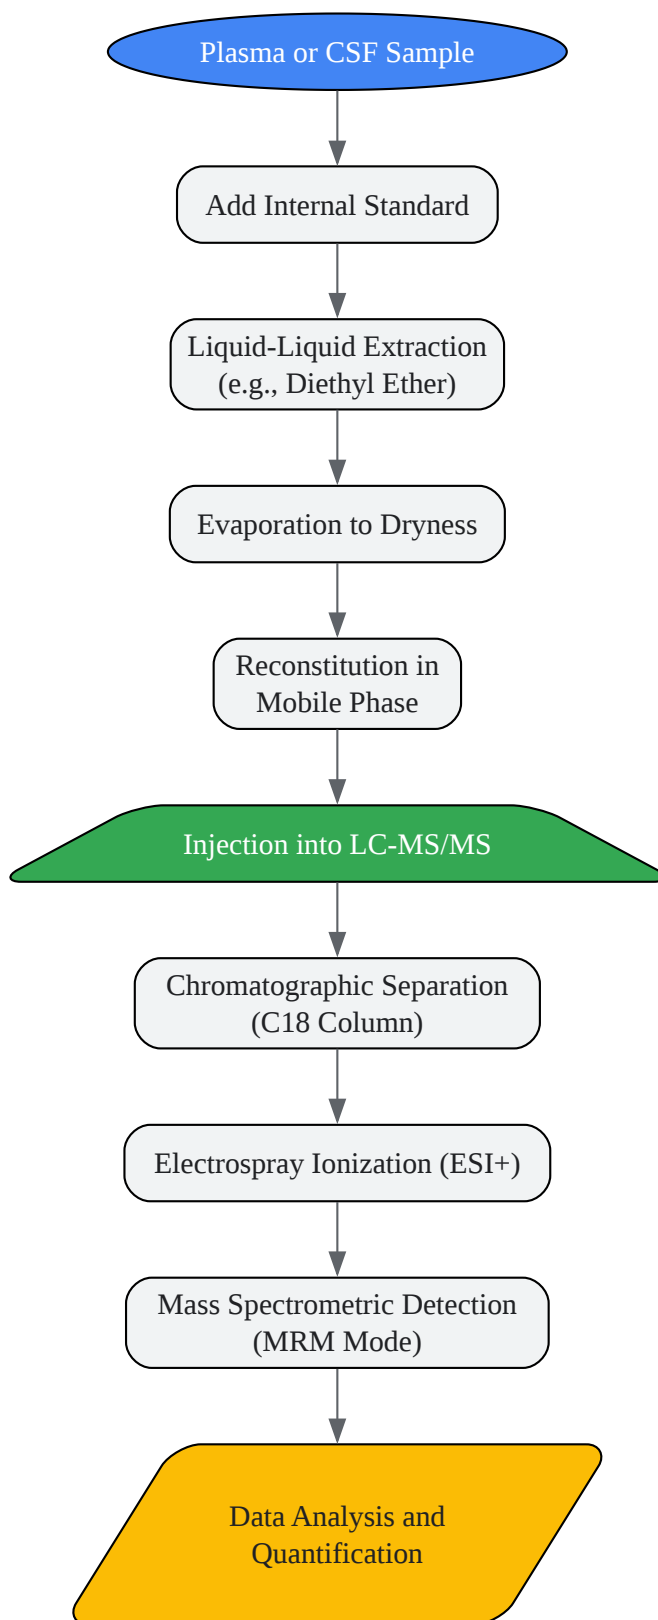 Plasma or CSF Sample
Add Internal Standard
Liquid-Liquid Extraction
(e.g., Diethyl Ether)
Evaporation to Dryness
Reconstitution in
Mobile Phase
Injection into LC-MS/MS
Chromatographic Separation
(C18 Column)
Electrospray Ionization (ESI+)
Mass Spectrometric Detection
(MRM Mode)
Data Analysis and
Quantification